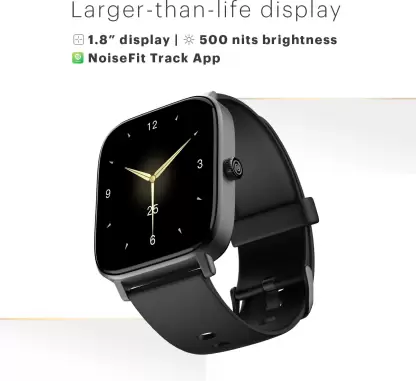 Larger-than-life display
1.8” display | 500 nits brightness
NoiseFit Track App
12
3
9
25
6